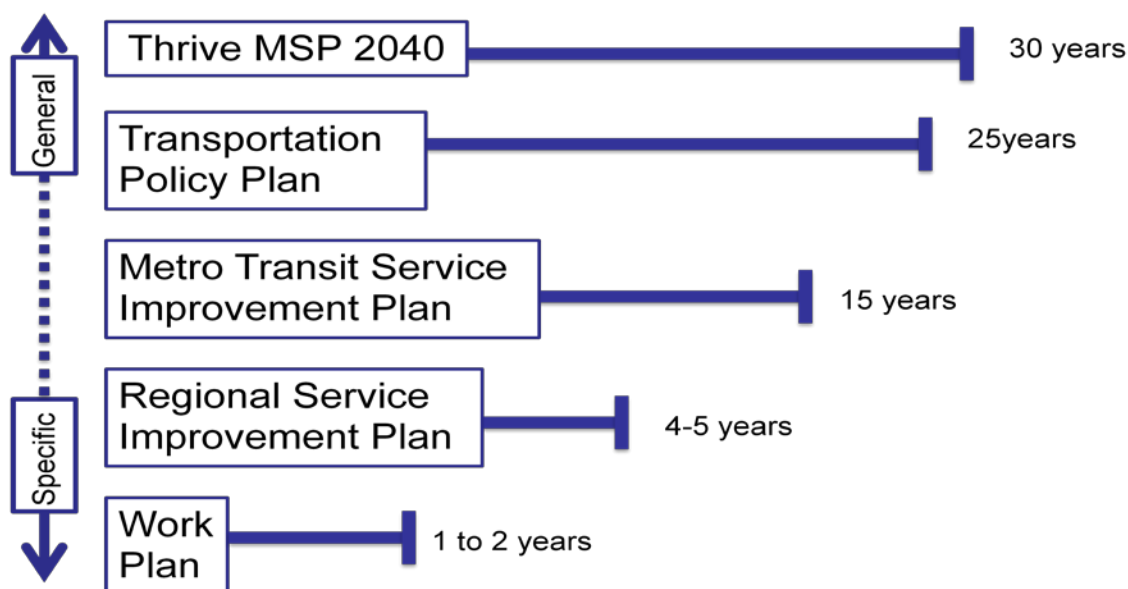 General
Thrive MSP 2040
30 years
Transportation
Policy Plan
25years
Metro Transit Service
Improvement Plan
15 years
Specific
Regional Service
Improvement Plan
4-5 years
Work
Plan
1 to 2 years